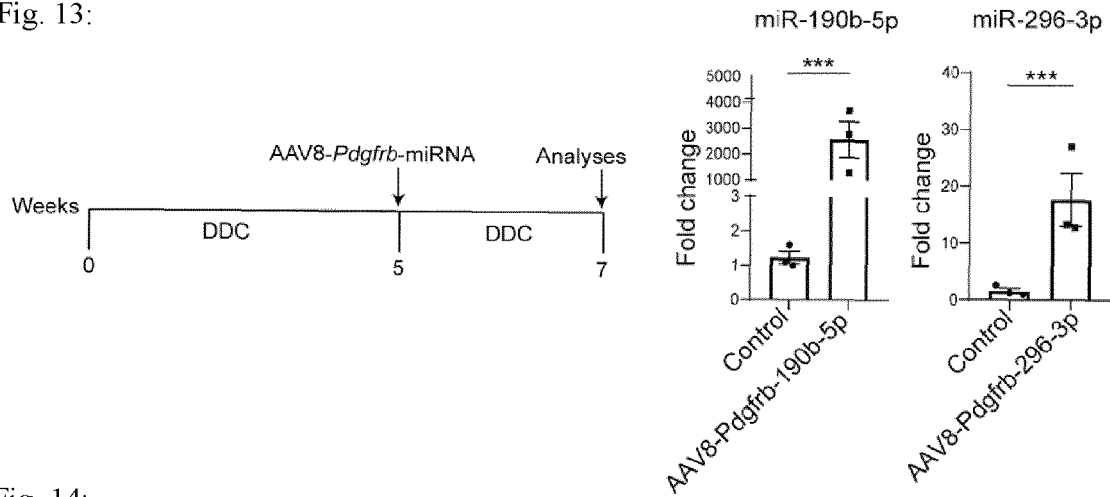 Fig. 13:
miR-190b-5p
miR-296-3p
AAV8-Pdgfrb-miRNA
Analyses
Weeks
DDC
DDC
0
5
7
Fold change
5000
4000
3000
2000
1000
3
2
1
0
***
Control
AAV8-Pdgfrb-190b-5p
Fold change
40
30
20
10
0
***
Control
AAV8-Pdgfrb-296-3p
Fig. 14: